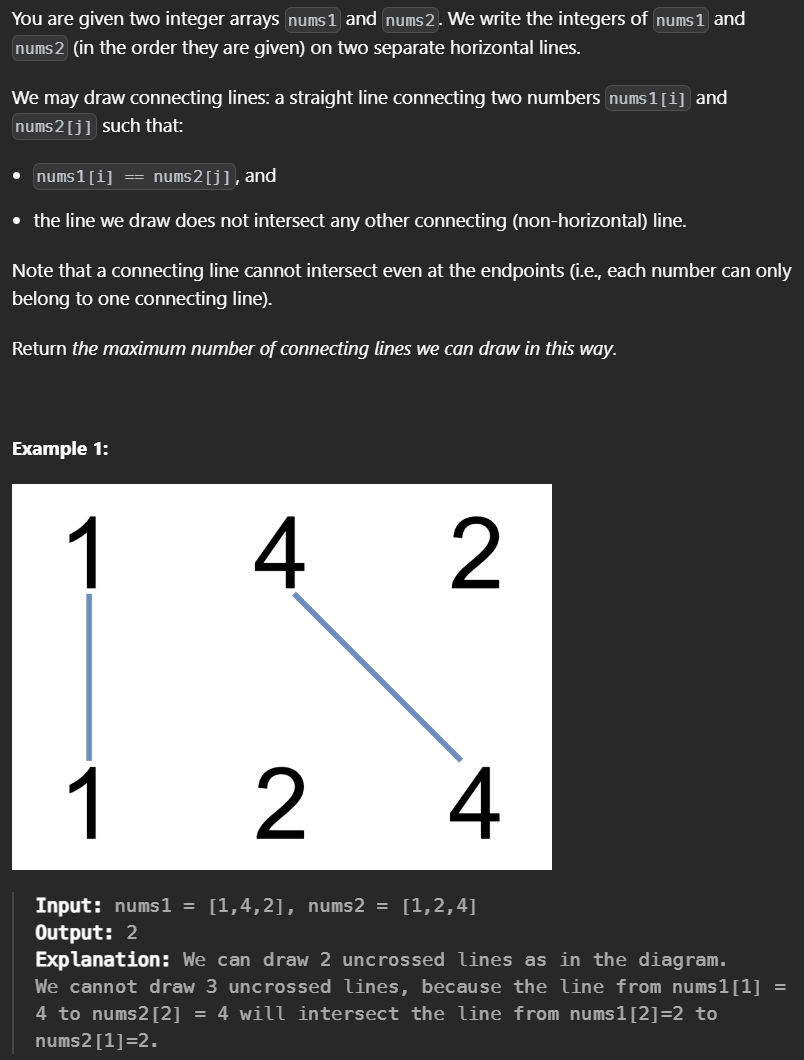 You are given two integer arrays nums1 and nums2. We write the integers of nums1 and
nums2 (in the order they are given) on two separate horizontal lines.
We may draw connecting lines: a straight line connecting two numbers nums1[i] and
nums2[j] such that:
• nums1[i] == nums2[j], and
• the line we draw does not intersect any other connecting (non-horizontal) line.
Note that a connecting line cannot intersect even at the endpoints (i.e., each number can only
belong to one connecting line).
Return the maximum number of connecting lines we can draw in this way.
Example 1:
1 4 2
1 2 4
Input: nums1 = [1,4,2], nums2 = [1,2,4]
Output: 2
Explanation: We can draw 2 uncrossed lines as in the diagram.
We cannot draw 3 uncrossed lines, because the line from nums1[1] =
4 to nums2[2] = 4 will intersect the line from nums1[2]=2 to
nums2[1]=2.